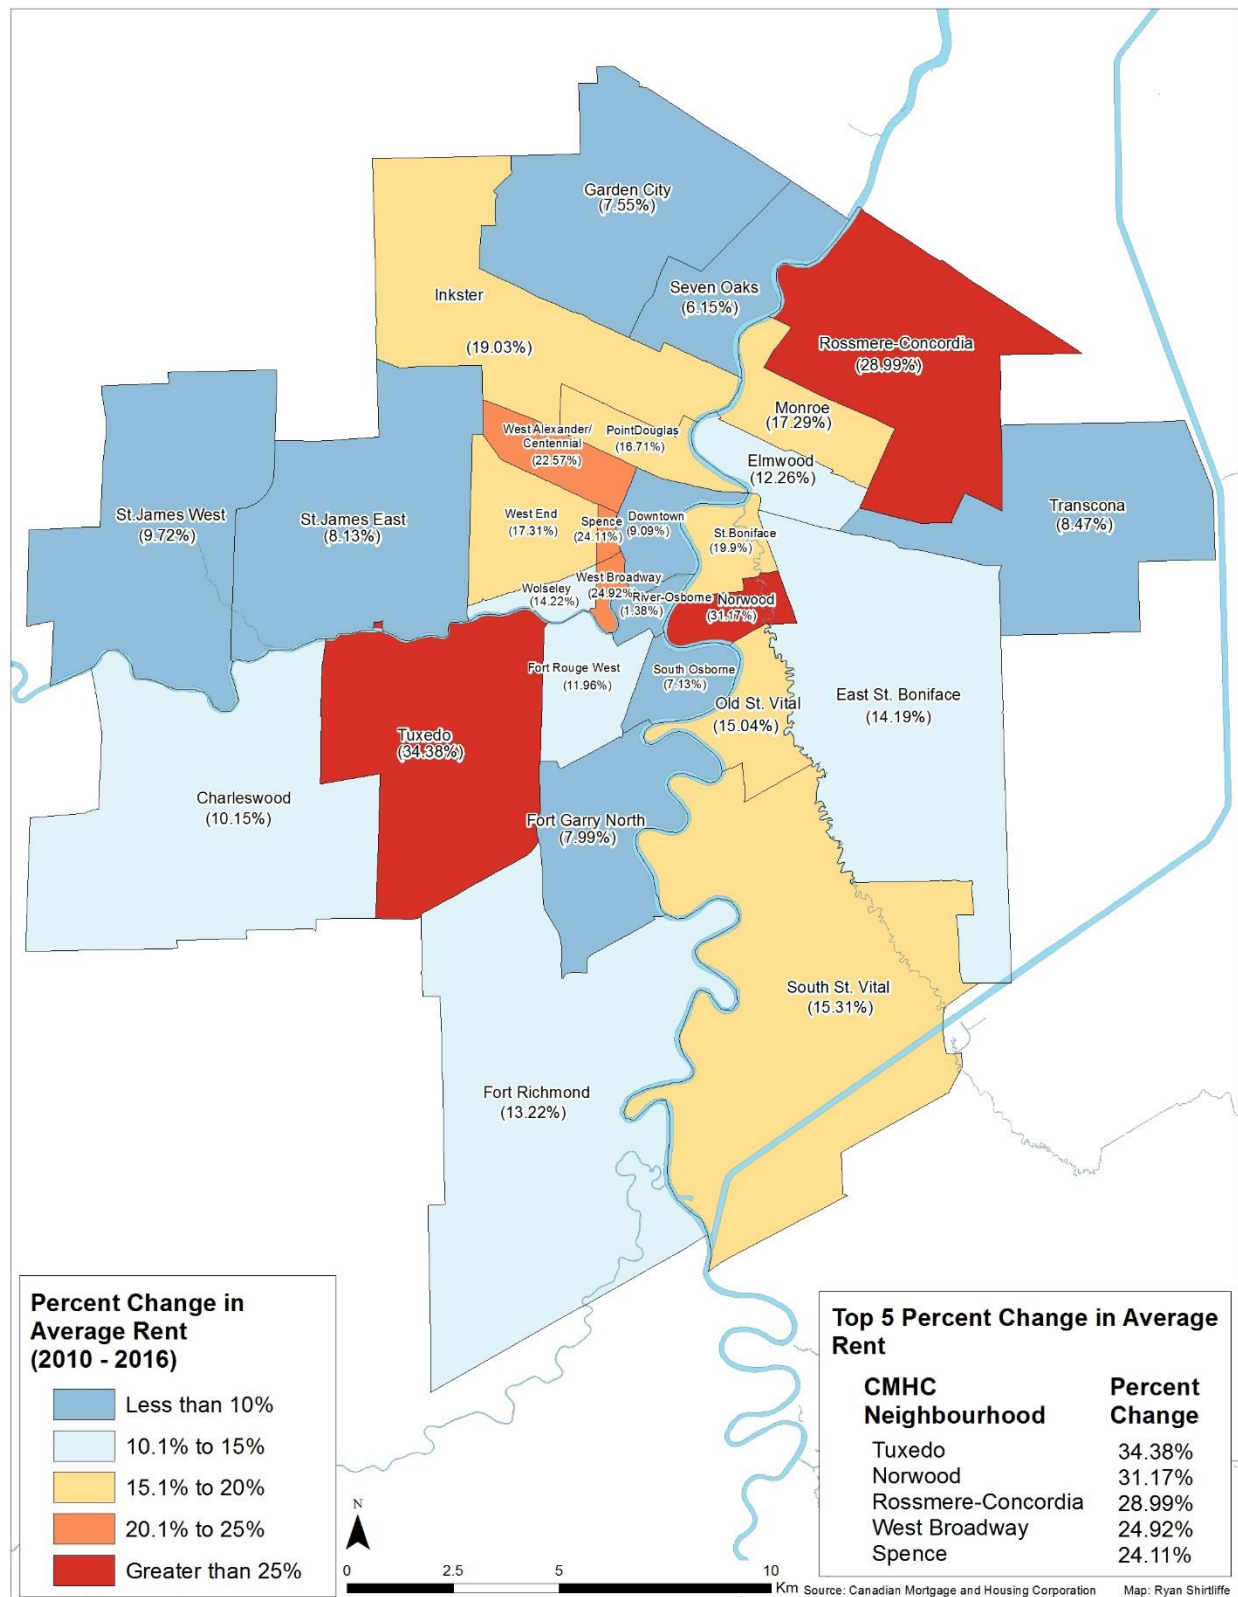 Garden City
(7.55%)
Seven Oaks
(6.15%)
Inkster
(19.03%)
Rossmere-Concordia
(28.99%)
Monroe
(17.29%)
West Alexander/
Centennial
(22.57%)
PointDouglas
(16.71%)
Elmwood
(12.26%)
St.James West
(9.72%)
St.James East
(8.13%)
West End
(17.31%)
Spence
(24.11%)
Downtown
(9.09%)
St.Boniface
(19.9%)
Transcona
(8.47%)
Wolseley
(14.22%)
West Broadway
(24.92%
River-Osborne
(1.38%)
Norwood
(31.17%)
Fort Rouge West
(11.96%)
South Osborne
(7.13%)
Old St. Vital
(15.04%)
East St. Boniface
(14.19%)
Tuxedo
(34.38%)
Charleswood
(10.15%)
Fort Garry North
(7.99%)
South St. Vital
(15.31%)
Fort Richmond
(13.22%)
Percent Change in
Average Rent
(2010 - 2016)
Less than 10%
10.1% to 15%
15.1% to 20%
20.1% to 25%
Greater than 25%
N
0 2.5 5 10
Km
Top 5 Percent Change in Average
Rent
CMHC Percent
Neighbourhood Change
Tuxedo 34.38%
Norwood 31.17%
Rossmere-Concordia 28.99%
West Broadway 24.92%
Spence 24.11%
Source: Canadian Mortgage and Housing Corporation Map: Ryan Shirtliffe